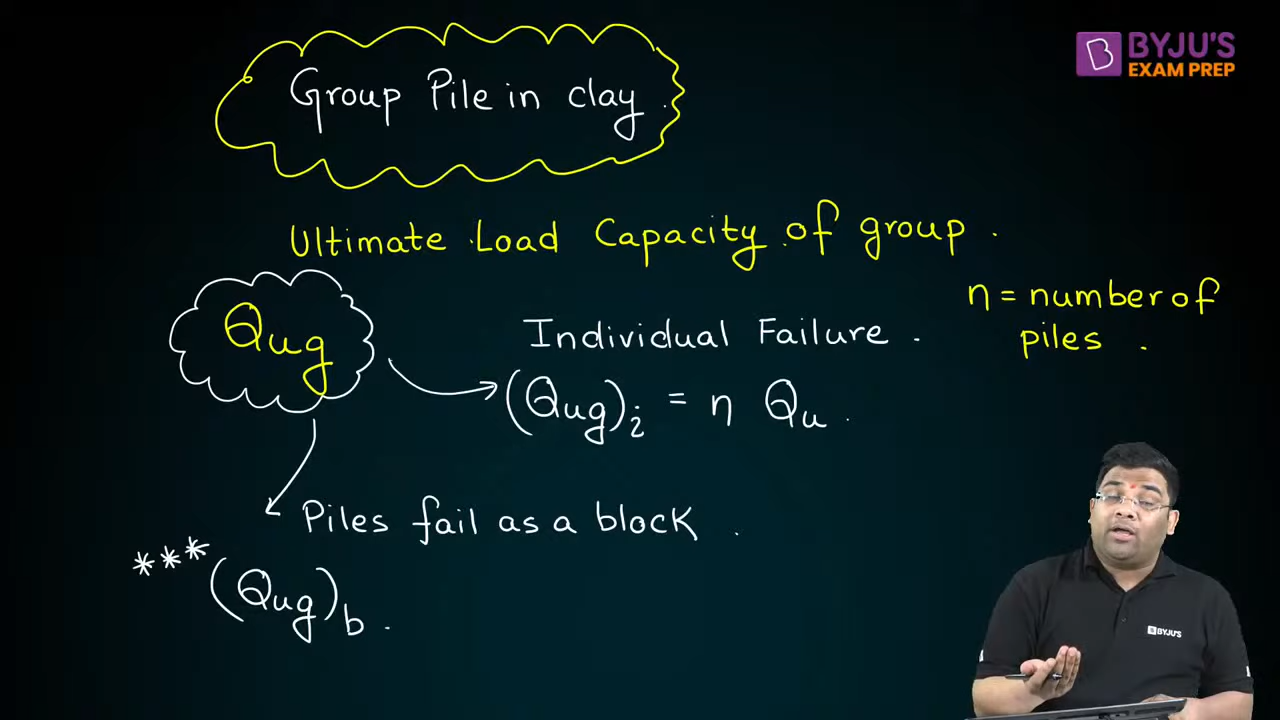 BYJU'S
EXAM PREP
Group Pile in clay.
Ultimate Load Capacity of group.
n = number of
piles.
Qug
Individual Failure.
(Qug)i = n Qu.
Piles fail as a block.
***(Qug)b.
BYJU'S